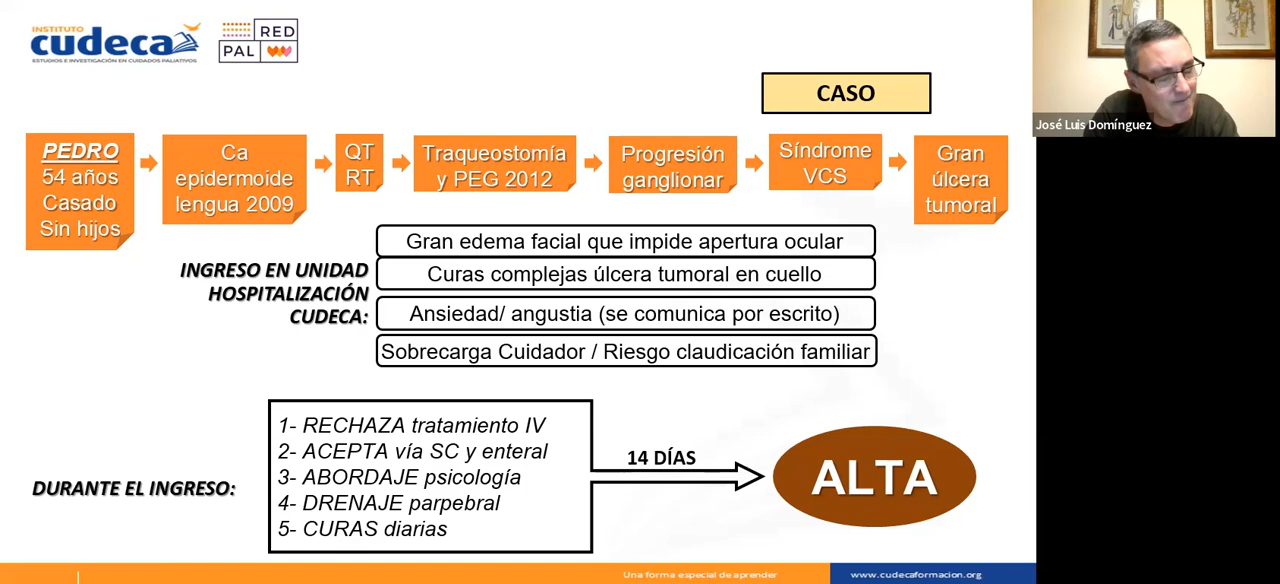 INSTITUTO
cudeca
ESTUDIOS E INVESTIGACIÓN EN CUIDADOS PALIATIVOS
RED
PAL
CASO
José Luis Domínguez
PEDRO
54 años
Casado
Sin hijos
Ca
epidermoide
lengua 2009
QT
RT
Traqueostomía
y PEG 2012
Progresión
ganglionar
Síndrome
VCS
Gran
úlcera
tumoral
INGRESO EN UNIDAD
HOSPITALIZACIÓN
CUDECA:
Gran edema facial que impide apertura ocular
Curas complejas úlcera tumoral en cuello
Ansiedad/ angustia (se comunica por escrito)
Sobrecarga Cuidador / Riesgo claudicación familiar
DURANTE EL INGRESO:
1- RECHAZA tratamiento IV
2- ACEPTA vía SC y enteral
3- ABORDAJE psicología
4- DRENAJE parpebral
5- CURAS diarias
14 DÍAS
ALTA
Una forma especial de aprender
www.cudecaformacion.org